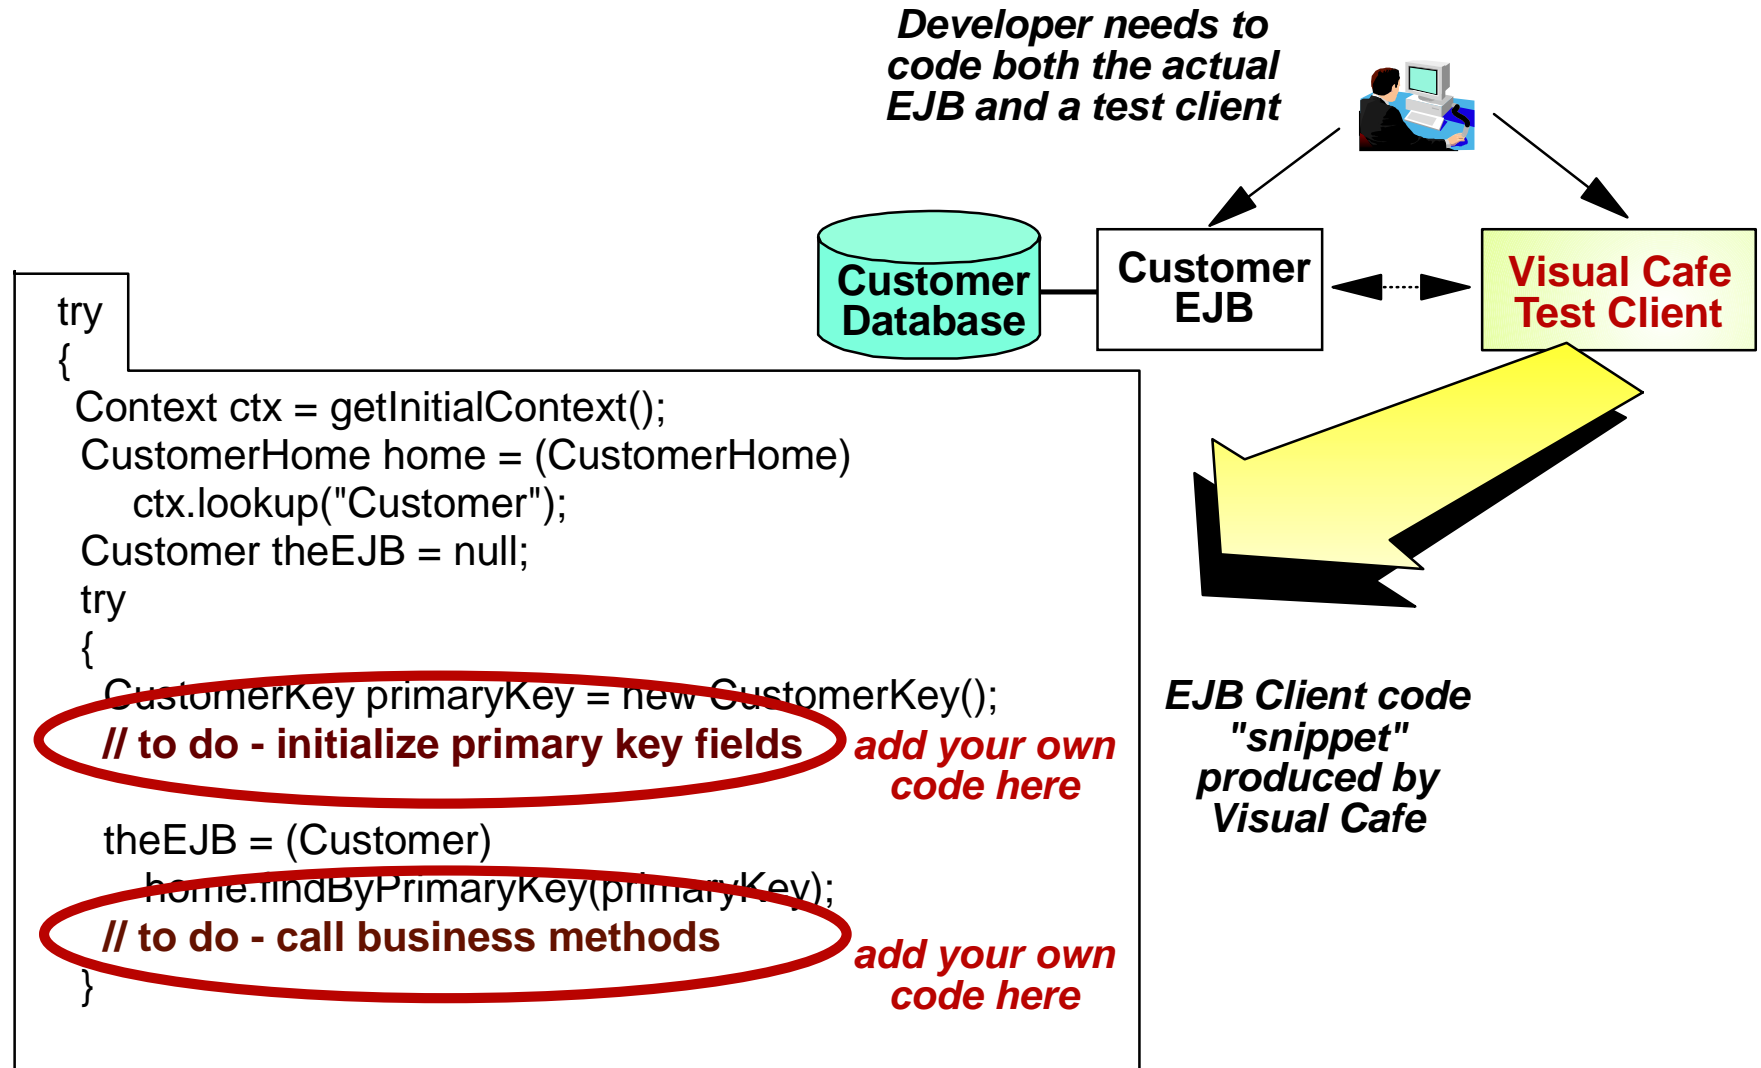 Developer needs to
code both the actual
EJB and a test client
Customer
Database
Customer
EJB
Visual Cafe
Test Client
try
{
Context ctx = getInitialContext();
CustomerHome home = (CustomerHome)
ctx.lookup("Customer");
Customer theEJB = null;
try
{
CustomerKey primaryKey = new CustomerKey();
// to do - initialize primary key fields
add your own
code here
theEJB = (Customer)
home.findByPrimaryKey(primaryKey);
// to do - call business methods
add your own
code here
}
EJB Client code
"snippet"
produced by
Visual Cafe